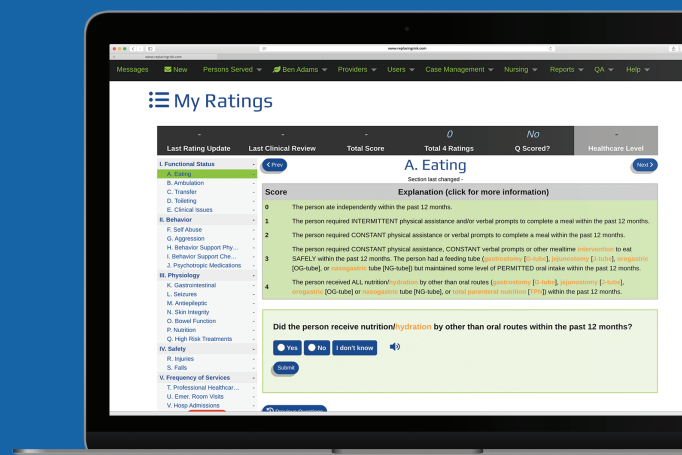 www.replacingmik.com
www.replacingmik.com
Messages New Persons Served Ben Adams Providers Users Case Management Nursing Reports QA Help
My Ratings
- - - 0 No -
Last Rating Update Last Clinical Review Total Score Total 4 Ratings Q Scored? Healthcare Level
I. Functional Status -
A. Eating -
B. Ambulation -
C. Transfer -
D. Toileting -
E. Clinical Issues -
II. Behavior -
F. Self Abuse -
G. Aggression -
H. Behavior Support Phy... -
I. Behavior Support Che... -
J. Psychotropic Medications -
III. Physiology -
K. Gastrointestinal -
L. Seizures -
M. Antiepileptic -
N. Skin Integrity -
O. Bowel Function -
P. Nutrition -
Q. High Risk Treatments -
IV. Safety -
R. Injuries -
S. Falls -
V. Frequency of Services -
T. Professional Healthcar... -
U. Emer. Room Visits -
V. Hosp Admissions -
Prev
A. Eating
Next
Section last changed -
Score Explanation (click for more information)
0 The person ate independently within the past 12 months.
1 The person required INTERMITTENT physical assistance and/or verbal prompts to complete a meal within the past 12 months.
2 The person required CONSTANT physical assistance or verbal prompts to complete a meal within the past 12 months.
The person required CONSTANT physical assistance, CONSTANT verbal prompts or other mealtime intervention to eat
3 SAFELY within the past 12 months. The person had a feeding tube (gastrostomy [G-tube], jejunostomy [J-tube], orogastric
[OG-tube], or nasogastric tube [NG-tube]) but maintained some level of PERMITTED oral intake within the past 12 months.
4 The person received ALL nutrition/hydration by other than oral routes (gastrostomy [G-tube], jejunostomy [J-tube],
orogastric [OG-tube] or nasogastric tube [NG-tube], or total parenteral nutrition [TPN]) within the past 12 months.
Did the person receive nutrition/hydration by other than oral routes within the past 12 months?
Yes No I don't know
Submit
Previous Question